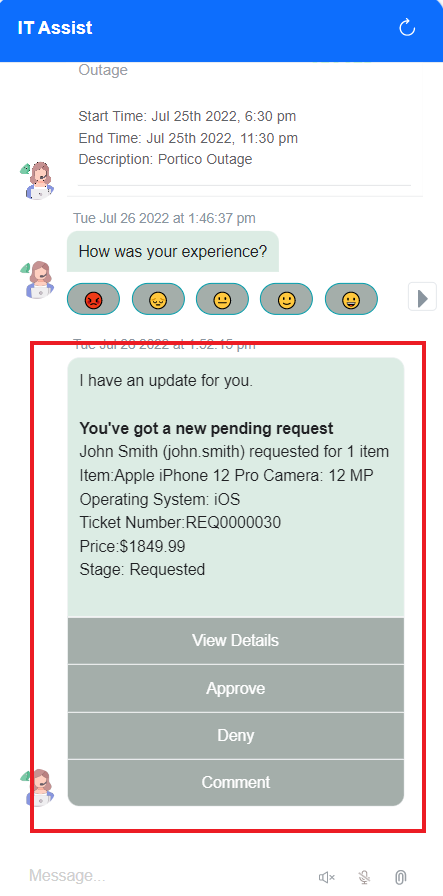 IT Assist
Outage
Start Time: Jul 25th 2022, 6:30 pm
End Time: Jul 25th 2022, 11:30 pm
Description: Portico Outage
Tue Jul 26 2022 at 1:46:37 pm
How was your experience?
Tue Jul 26 2022 at 1:52:15 pm
I have an update for you.
You've got a new pending request
John Smith (john.smith) requested for 1 item
Item:Apple iPhone 12 Pro Camera: 12 MP
Operating System: iOS
Ticket Number:REQ0000030
Price:$1849.99
Stage: Requested
View Details
Approve
Deny
Comment
Message...